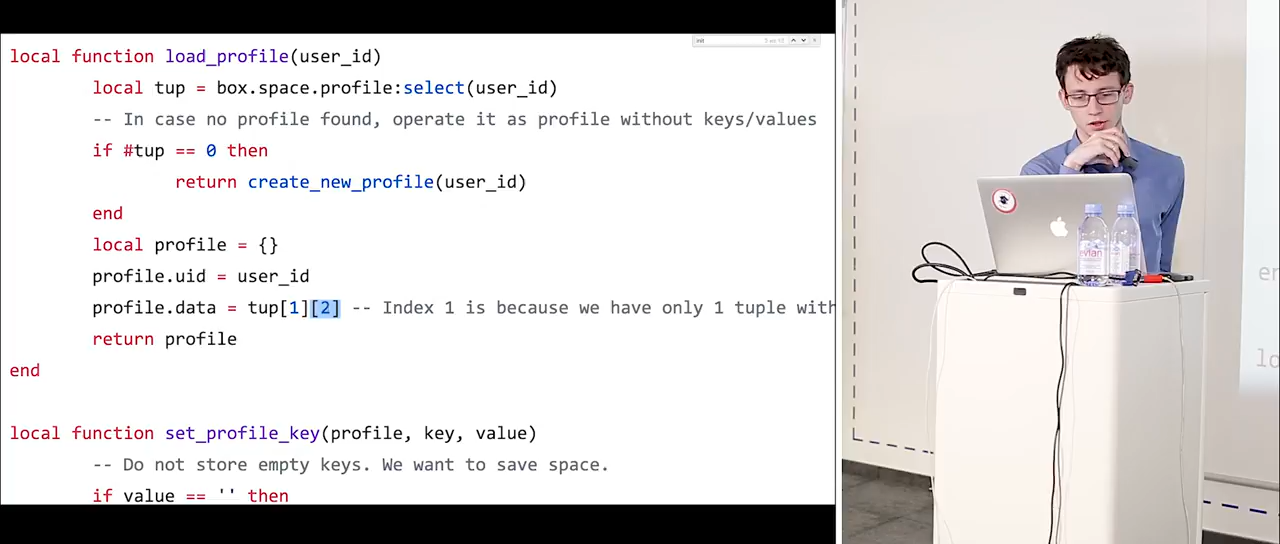 local function load_profile(user_id)
local tup = box.space.profile:select(user_id)
-- In case no profile found, operate it as profile without keys/values
if #tup == 0 then
return create_new_profile(user_id)
end
local profile = {}
profile.uid = user_id
profile.data = tup[1][2] -- Index 1 is because we have only 1 tuple with
return profile
end
local function set_profile_key(profile, key, value)
-- Do not store empty keys. We want to save space.
if value == '' then
init
evian
en
lo